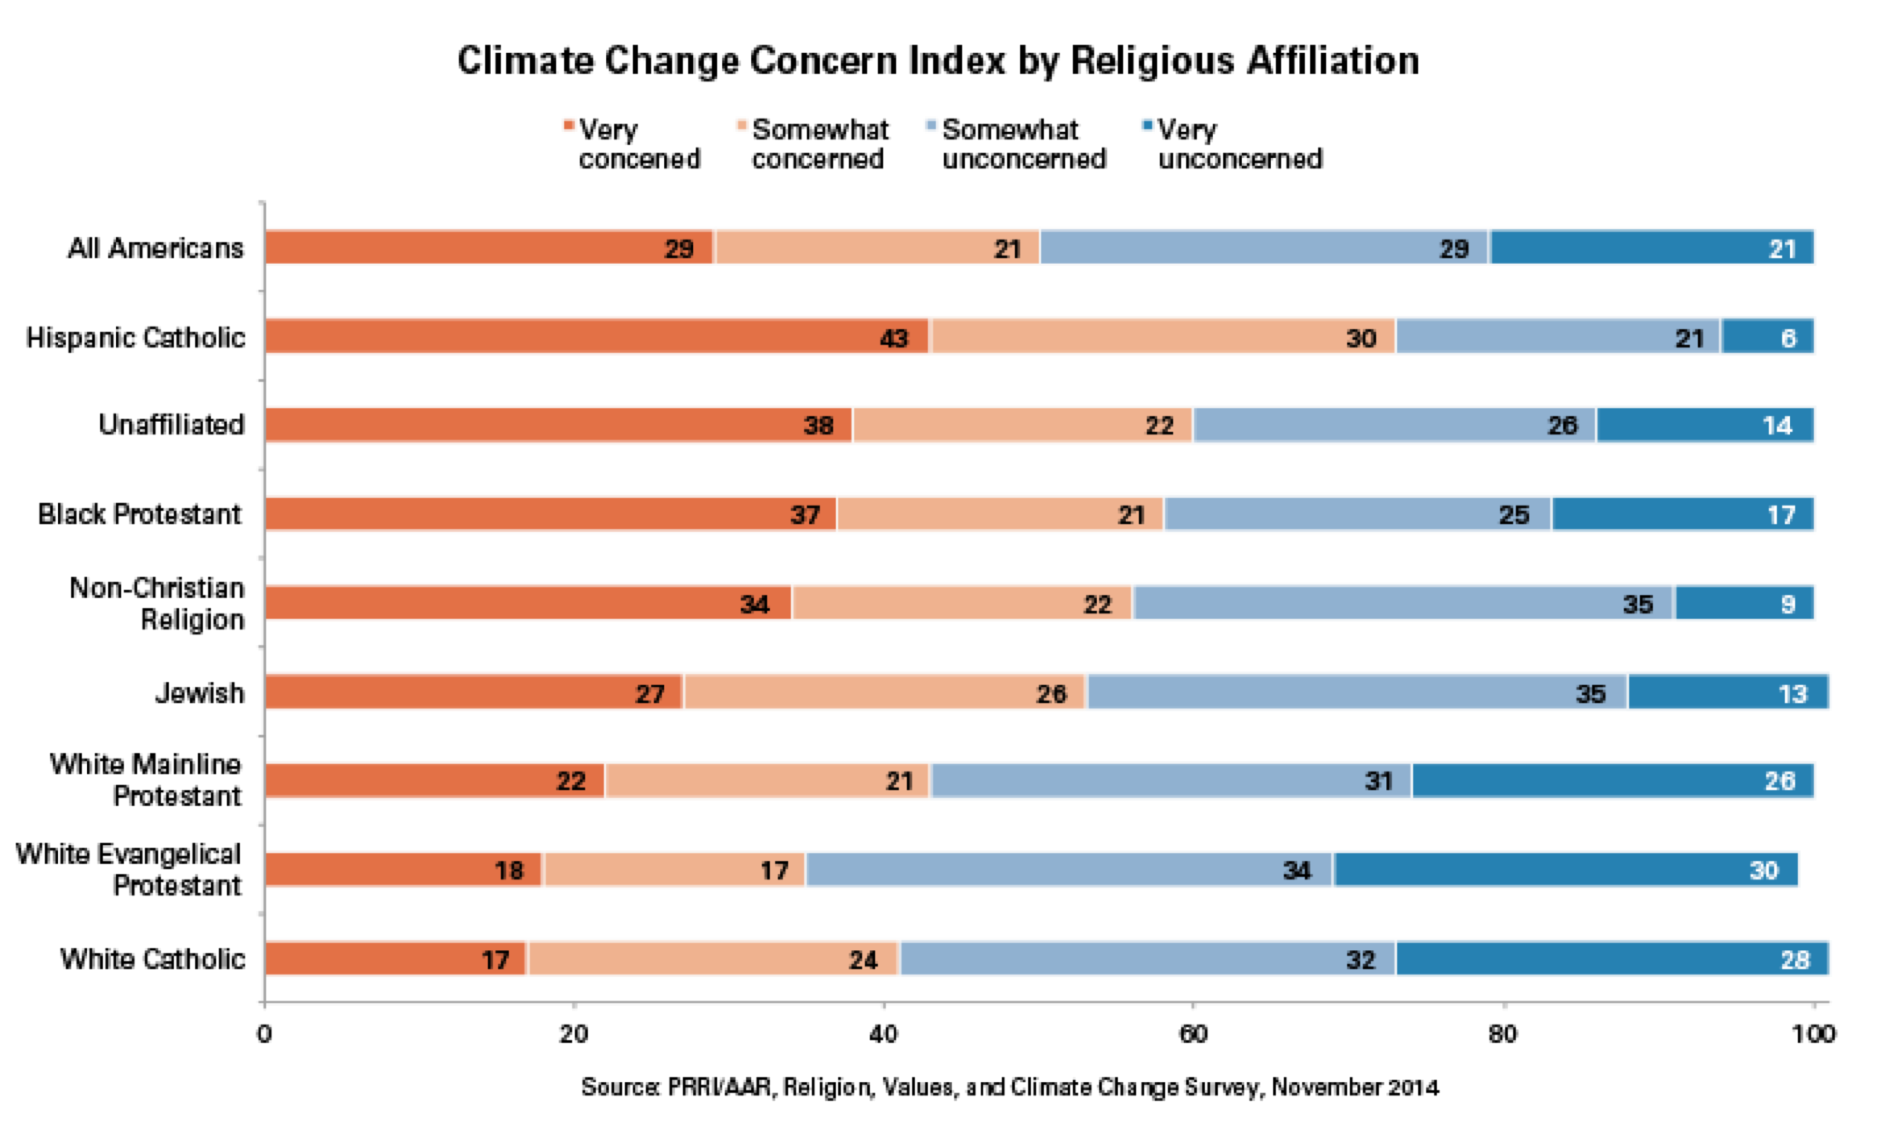 Climate Change Concern Index by Religious Affiliation
Very concened
Somewhat concerned
Somewhat unconcerned
Very unconcerned
All Americans 29 21 29 21
Hispanic Catholic 43 30 21 6
Unaffiliated 38 22 26 14
Black Protestant 37 21 25 17
Non-Christian
Religion 34 22 35 9
Jewish 27 26 35 13
White Mainline
Protestant 22 21 31 26
White Evangelical
Protestant 18 17 34 30
White Catholic 17 24 32 28
0 20 40 60 80 100
Source: PRRI/AAR, Religion, Values, and Climate Change Survey, November 2014